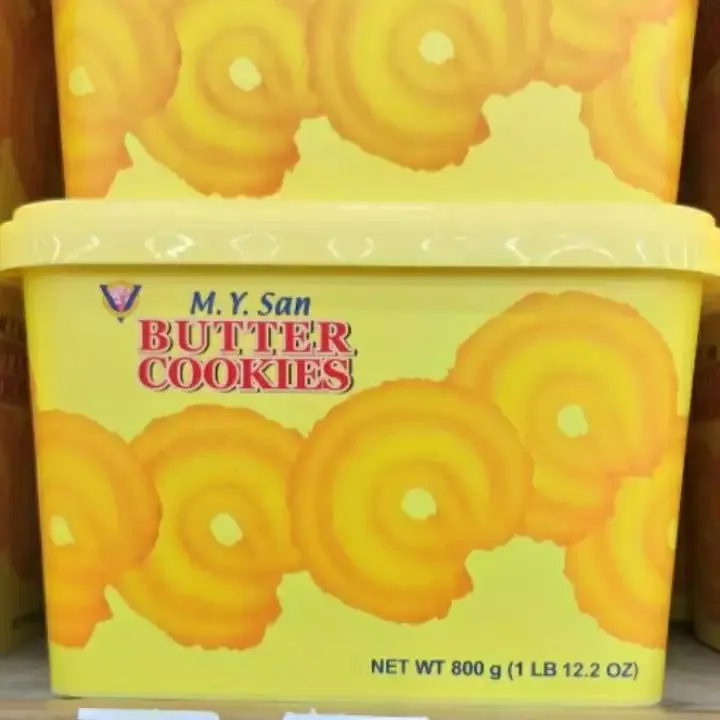 M. Y. San
BUTTER
COOKIES
NET WT 800 g (1 LB 12.2 OZ)